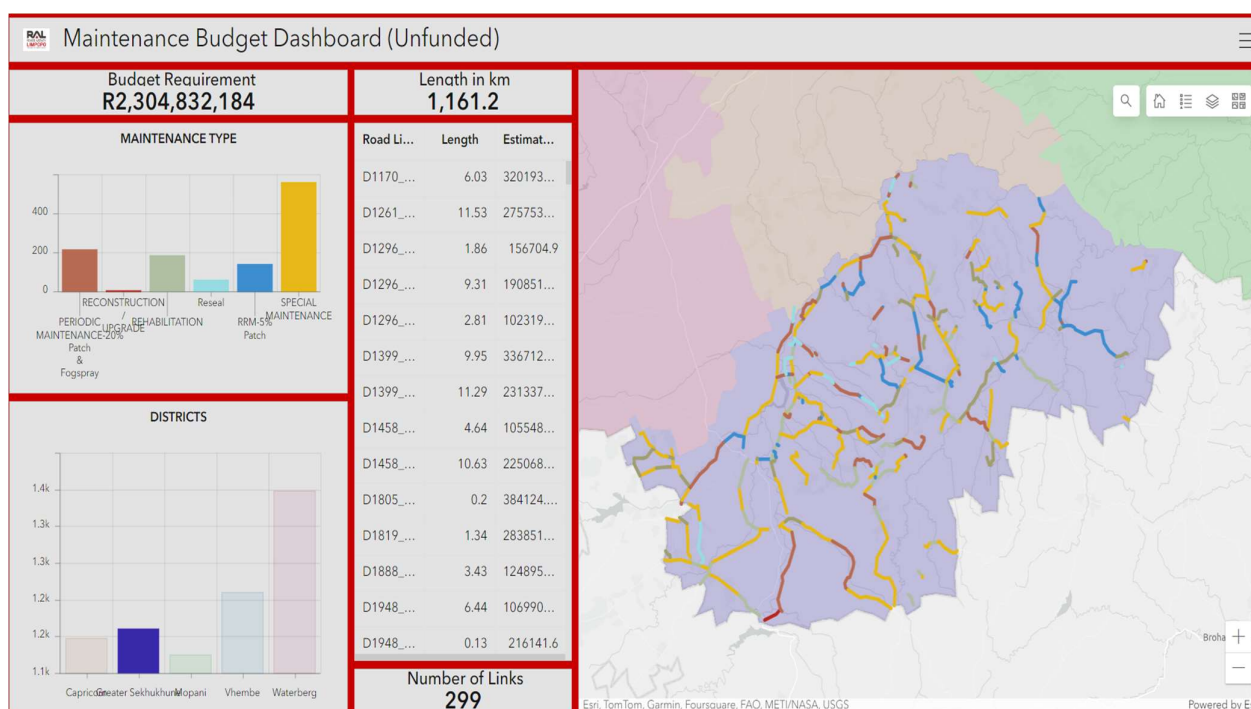 RAL
LIMPOPO
Maintenance Budget Dashboard (Unfunded)
Budget Requirement
R2,304,832,184
Length in km
1,161.2
MAINTENANCE TYPE
400
200
0
PERIODIC
MAINTENANCE-20%
Patch
&
Fogspray
RECONSTRUCTION
/
UPGRADE
REHABILITATION
Reseal
RRM-5%
Patch
SPECIAL
MAINTENANCE
DISTRICTS
1.4k
1.3k
1.3k
1.2k
1.2k
1.1k
Capricorn
Greater Sekhukhune
Mopani
Vhembe
Waterberg
Road Li... Length Estimat...
D1170_... 6.03 320193...
D1261_... 11.53 275753...
D1296_... 1.86 156704.9
D1296_... 9.31 190851...
D1296_... 2.81 102319...
D1399_... 9.95 336712...
D1399_... 11.29 231337...
D1458_... 4.64 105548...
D1458_... 10.63 225068...
D1805_... 0.2 384124....
D1819_... 1.34 283851...
D1888_... 3.43 124895...
D1948_... 6.44 106990...
D1948_... 0.13 216141.6
Number of Links
299
Broha
Esri, TomTom, Garmin, Foursquare, FAO, METI/NASA, USGS
Powered by E